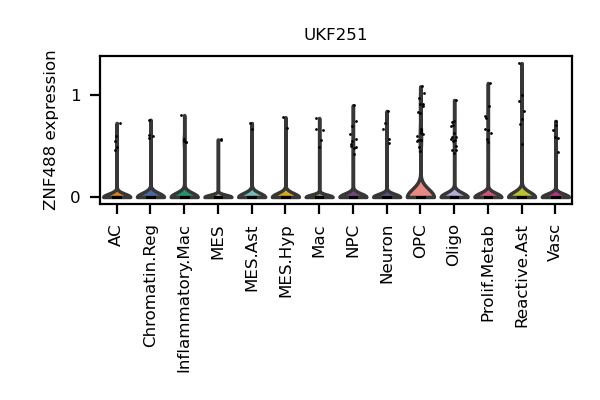 UKF251
ZNF488 expression
1
0
AC
Chromatin.Reg
Inflammatory.Mac
MES
MES.Ast
MES.Hyp
Mac
NPC
Neuron
OPC
Oligo
Prolif.Metab
Reactive.Ast
Vasc